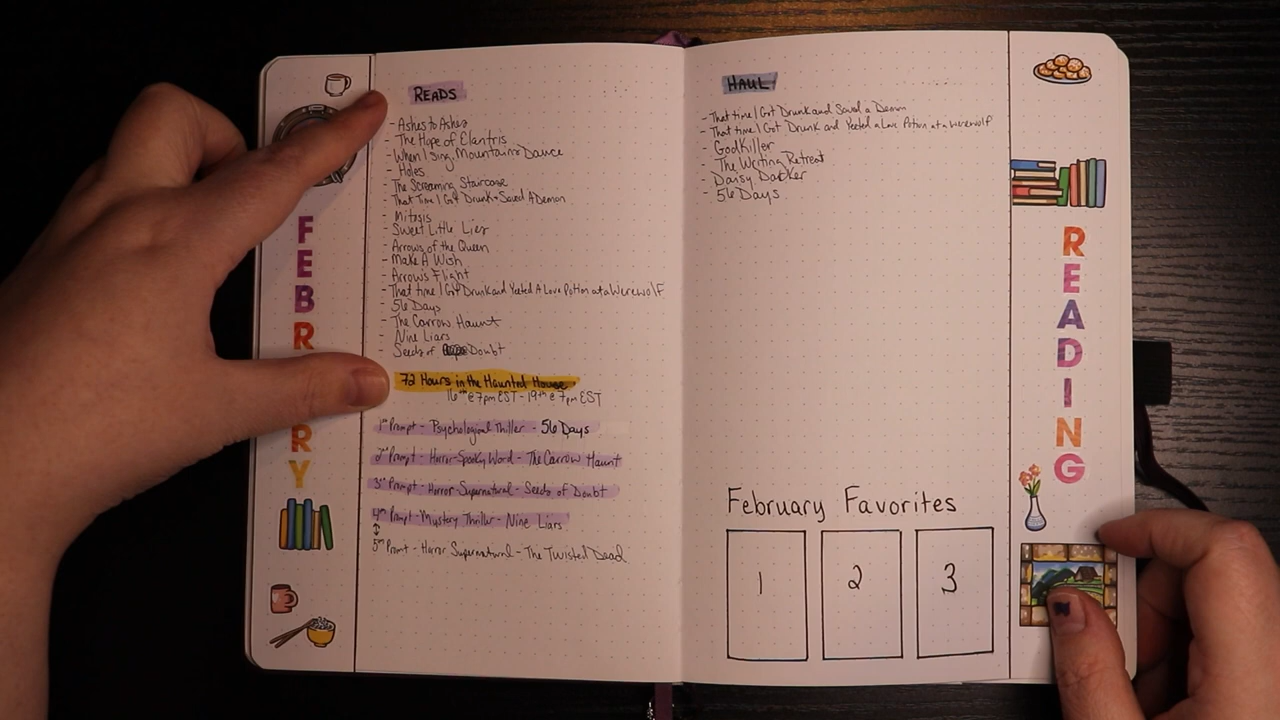 READS
- Ashes to Ashes
- The Hope of Elantris
- When I Sing, Mountains Dance
- Holes
- The Screaming Staircase
- That Time I Got Drunk + Saved A Demon
- Mitosis
- Sweet Little Lies
- Arrows of the Queen
- Make A Wish
- Arrows Flight
- That time I Got Drunk and Yeeted A Love Potion at a Werewolf
- 56 Days
- The Carrow Haunt
- Nine Liars
- Seeds of Doubt
72 Hours in the Haunted House
16th @ 7pm EST - 19th @ 7pm EST
1st Prompt - Psychological Thiller - 56 Days
2nd Prompt - Horror-Spooky Word - The Carrow Haunt
3rd Prompt - Horror Supernatural - Seeds of Doubt
4th Prompt - Mystery Thriller - Nine Liars
5th Promt - Horror Supernatural - The Twisted Dead
FEBR RY
HAUL
- That time I Got Drunk and Saved a Demon
- That time I Got Drunk and Yeeted a Love Potion at a Werewolf
- Godkiller
- The Writing Retreat
- Daisy Darker
- 56 Days
February Favorites
1 2 3
READING